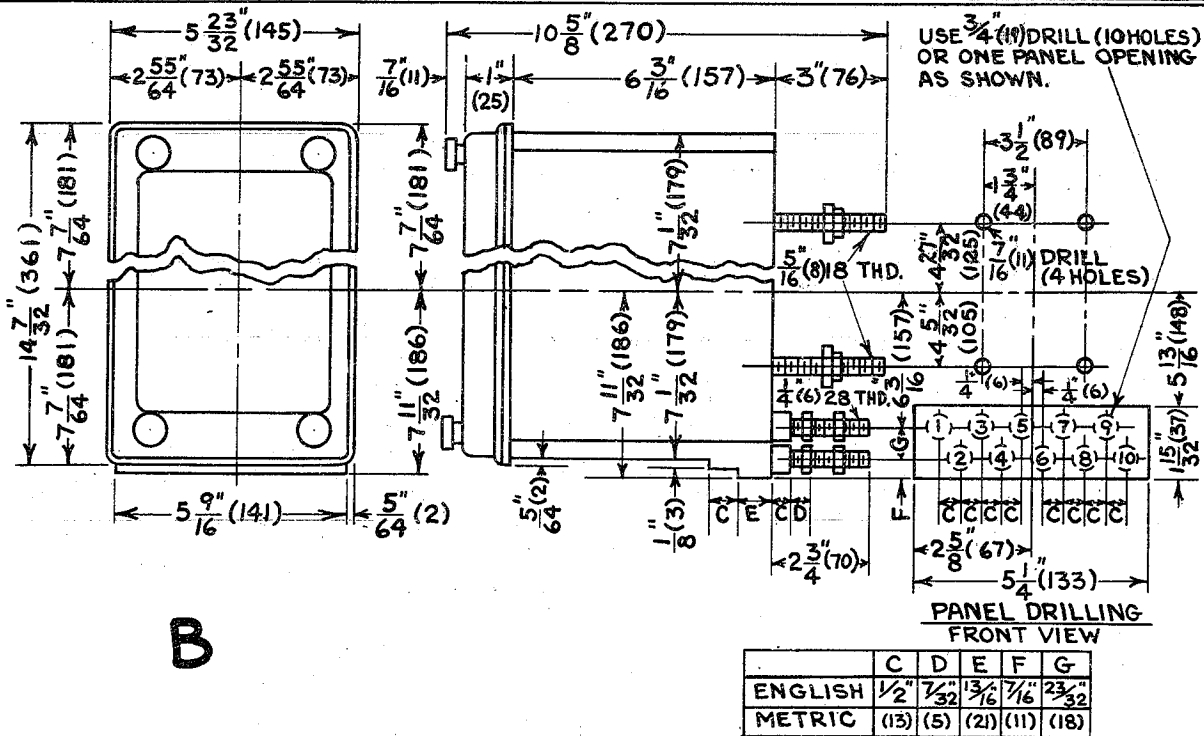 5 23/32" (145)
2 55/64" (73)
2 55/64" (73)
10 5/8" (270)
7/16" (11)
1" (25)
6 3/16" (157)
3" (76)
USE 3/4" (19) DRILL (10 HOLES)
OR ONE PANEL OPENING
AS SHOWN.
3 1/2" (89)
1 3/4" (44)
14 7/32" (361)
7 7/64" (181)
7 7/64" (181)
7 7/64" (181)
7 11/32" (186)
7 1/32" (179)
7 11/32" (186)
7 1/32" (179)
5/16" (8) 18 THD.
4 27/32" (125)
7/16" (11) DRILL
(4 HOLES)
4 5/32" (105)
6 3/16" (157)
5 13/16" (148)
1/4" (6)
1/4" (6)
1/4" (6) 28 THD.
1 3 5 7 9
2 4 6 8 10
G
F
1 15/32" (37)
5 9/16" (141)
5/64" (2)
5/64" (2)
1/8" (3)
C E C D
C C C C C C C C
2 3/4" (70)
2 5/8" (67)
5 1/4" (133)
PANEL DRILLING
FRONT VIEW
B
C D E F G
ENGLISH 1/2" 7/32" 13/16" 7/16" 23/32"
METRIC (13) (5) (21) (11) (18)